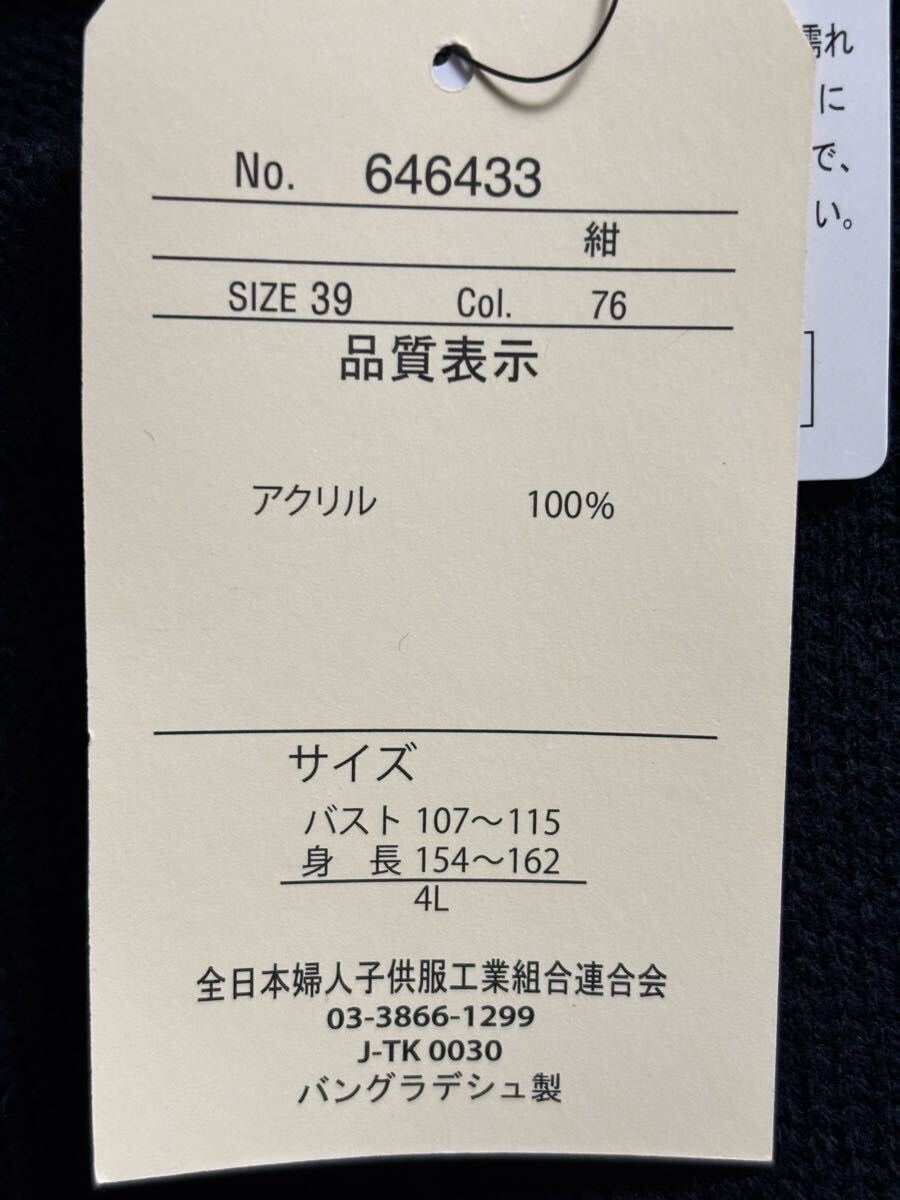 No. 646433
紺
SIZE 39 Col. 76
品質表示
アクリル 100%
サイズ
バスト 107～115
身 長 154～162
4L
全日本婦人子供服工業組合連合会
03-3866-1299
J-TK 0030
バングラデシュ製
濡れ
に
で、
い。